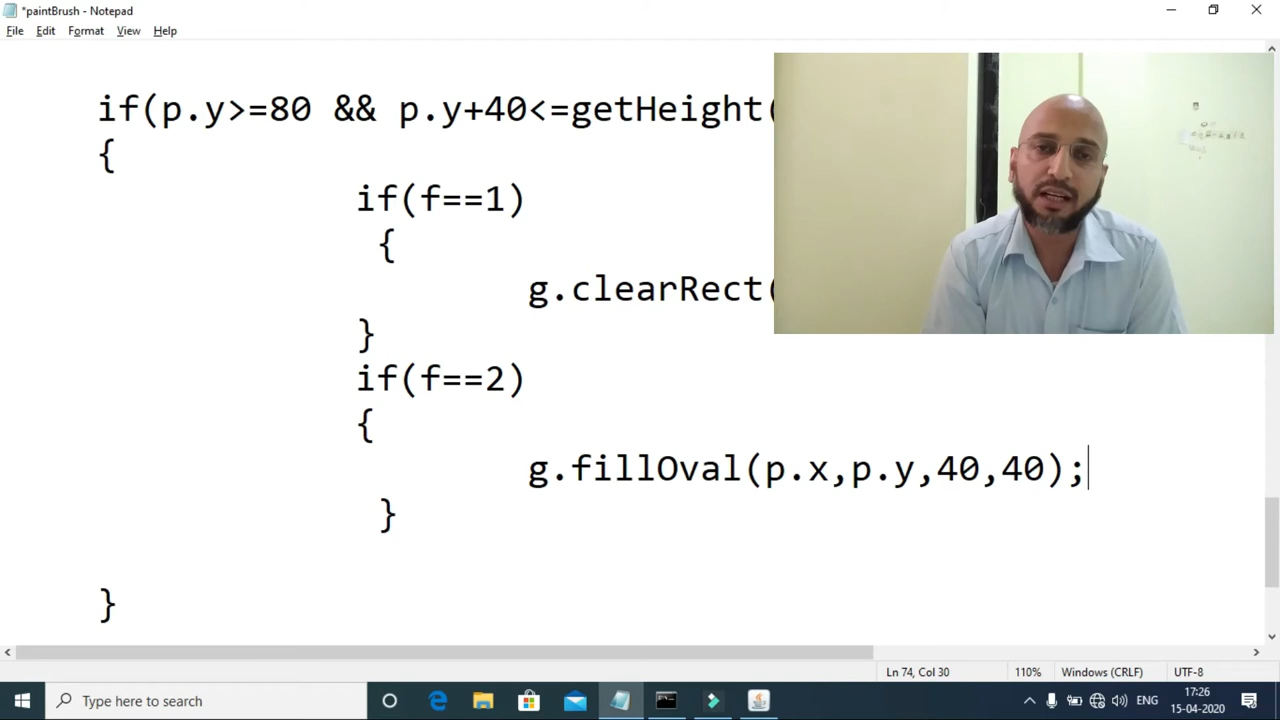 *paintBrush - Notepad
File Edit Format View Help
if(p.y>=80 && p.y+40<=getHeight(
{
if(f==1)
{
g.clearRect(
}
if(f==2)
{
g.fillOval(p.x,p.y,40,40);
}
}
Ln 74, Col 30 110% Windows (CRLF) UTF-8
Type here to search
ENG
17:26
15-04-2020